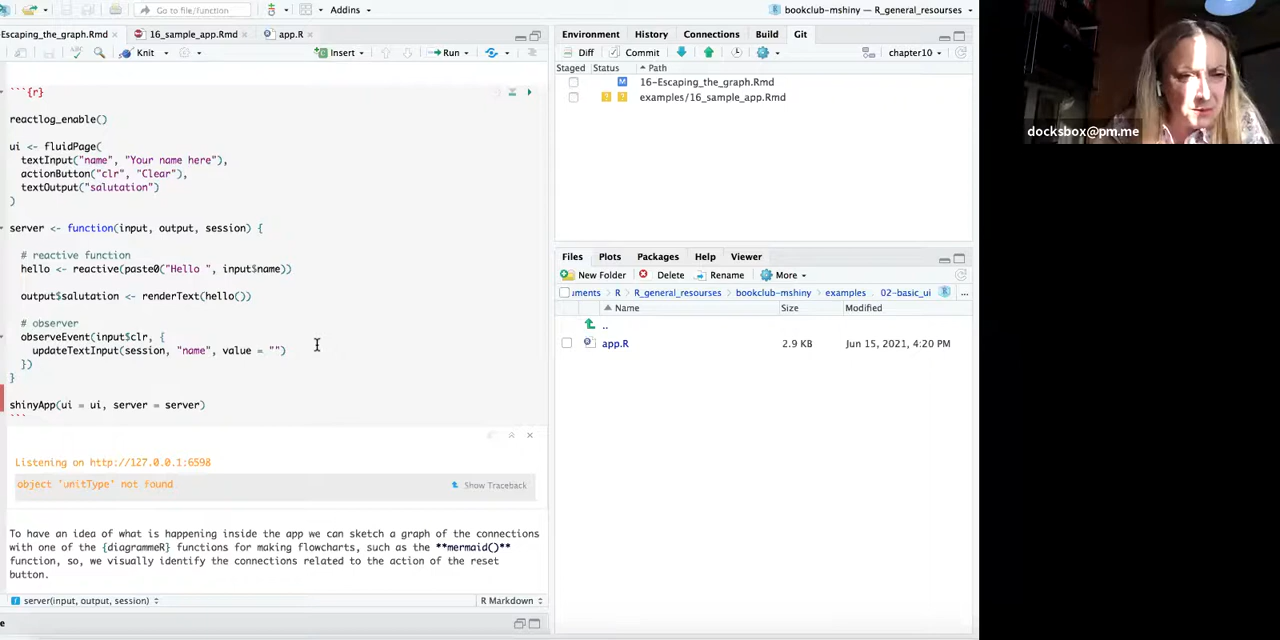 Go to file/function
Addins
bookclub-mshiny — R_general_resourses
Escaping_the_graph.Rmd
16_sample_app.Rmd
app.R
Knit
Insert
Run
```{r}
reactlog_enable()
ui <- fluidPage(
textInput("name", "Your name here"),
actionButton("clr", "Clear"),
textOutput("salutation")
)
server <- function(input, output, session) {
# reactive function
hello <- reactive(paste0("Hello ", input$name))
output$salutation <- renderText(hello())
# observer
observeEvent(input$clr, {
updateTextInput(session, "name", value = "")
})
}
shinyApp(ui = ui, server = server)
```
Listening on http://127.0.0.1:6598
object 'unitType' not found
Show Traceback
To have an idea of what is happening inside the app we can sketch a graph of the connections
with one of the {diagrammeR} functions for making flowcharts, such as the **mermaid()**
function, so, we visually identify the connections related to the action of the reset
button.
server(input, output, session)
R Markdown
Environment History Connections Build Git
Diff Commit chapter10
Staged Status Path
M 16-Escaping_the_graph.Rmd
? ? examples/16_sample_app.Rmd
Files Plots Packages Help Viewer
New Folder Delete Rename More
uments R R_general_resourses bookclub-mshiny examples 02-basic_ui ...
Name Size Modified
..
app.R 2.9 KB Jun 15, 2021, 4:20 PM
docksbox@pm.me